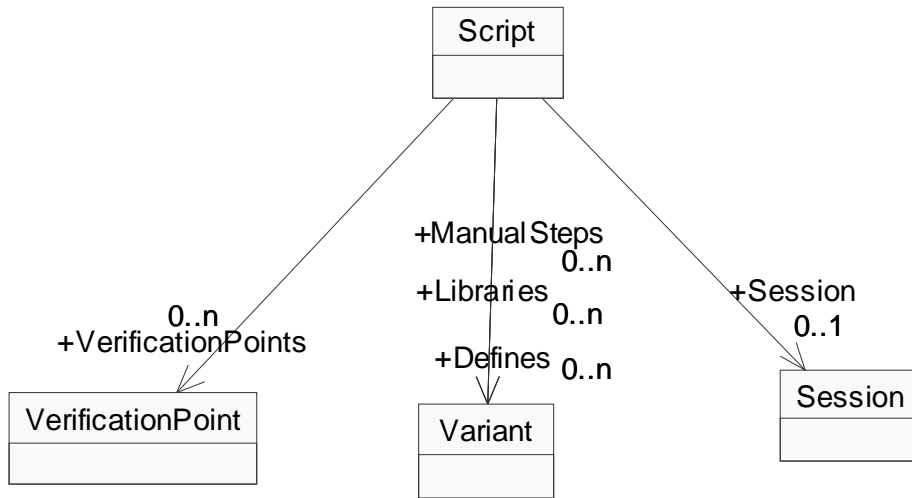 Script
+ManualSteps
0..n
+Libraries
+Session
0..n
0..n
0..1
+VerificationPoints
+Defines
0..n
VerificationPoint
Variant
Session